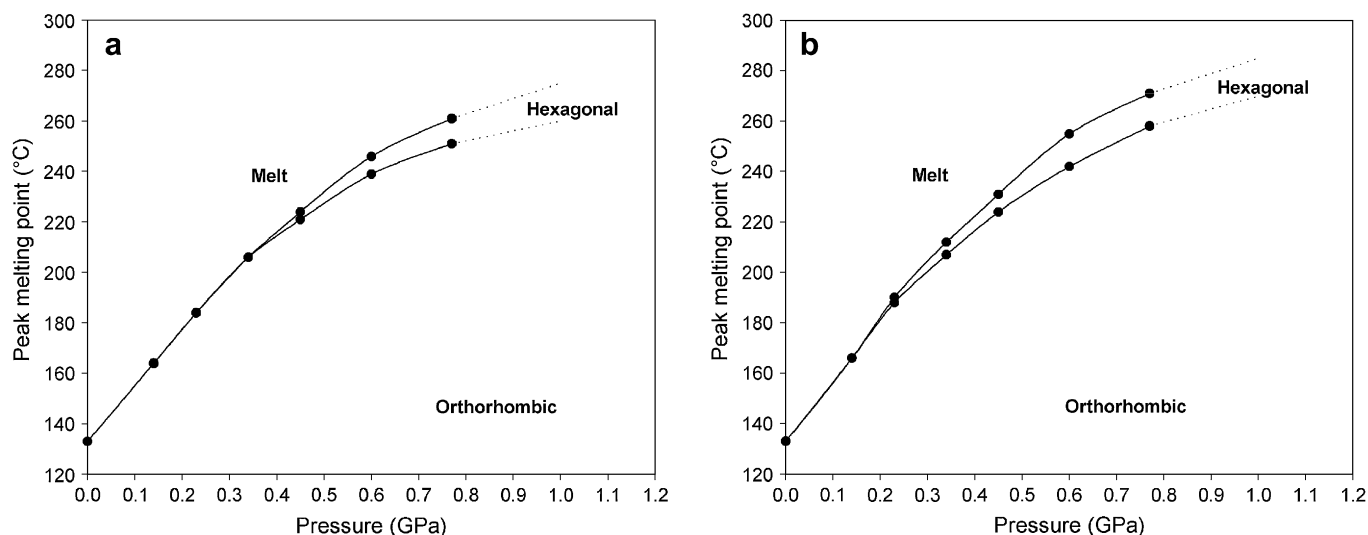 a
Peak melting point (°C)
300
280
260
240
220
200
180
160
140
120
Melt
Hexagonal
Orthorhombic
0.0 0.1 0.2 0.3 0.4 0.5 0.6 0.7 0.8 0.9 1.0 1.1 1.2
Pressure (GPa)
b
Peak melting point (°C)
300
280
260
240
220
200
180
160
140
120
Melt
Hexagonal
Orthorhombic
0.0 0.1 0.2 0.3 0.4 0.5 0.6 0.7 0.8 0.9 1.0 1.1 1.2
Pressure (GPa)